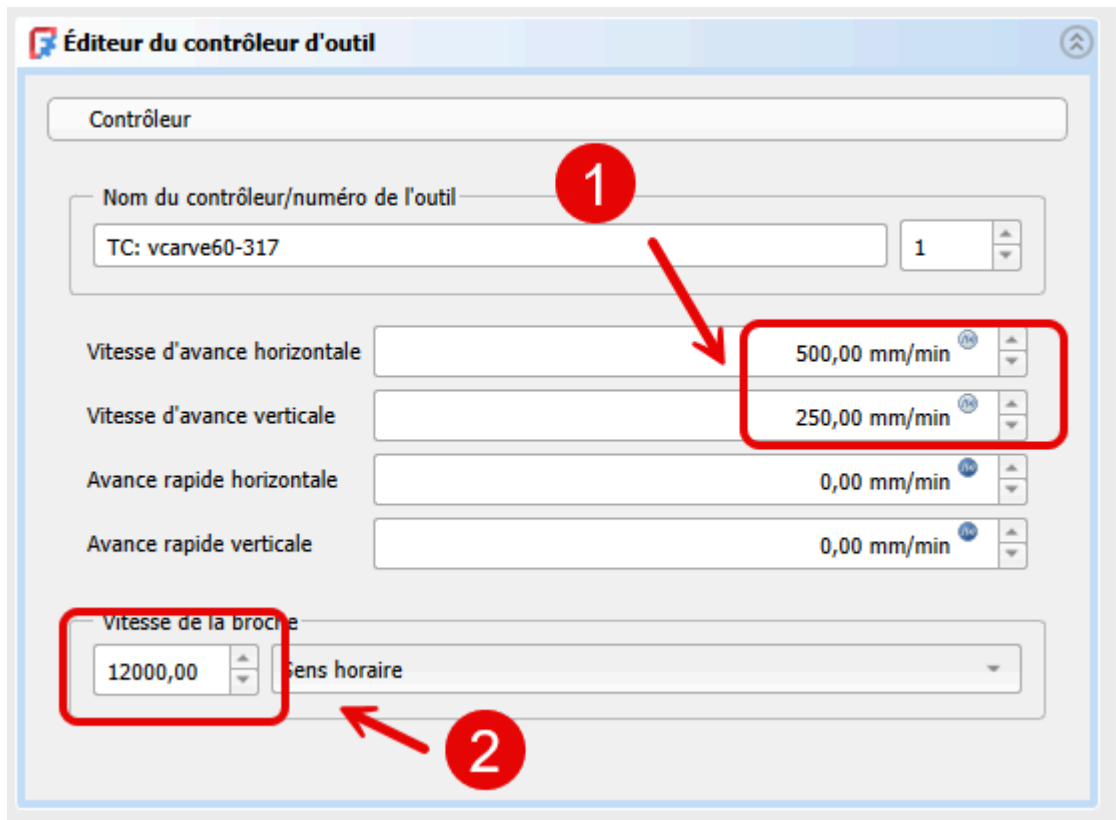 Éditeur du contrôleur d'outil
Contrôleur
Nom du contrôleur/numéro de l'outil
TC: vcarve60-317 1
1
Vitesse d'avance horizontale 500,00 mm/min
Vitesse d'avance verticale 250,00 mm/min
Avance rapide horizontale 0,00 mm/min
Avance rapide verticale 0,00 mm/min
Vitesse de la broche
12000,00 Sens horaire
2